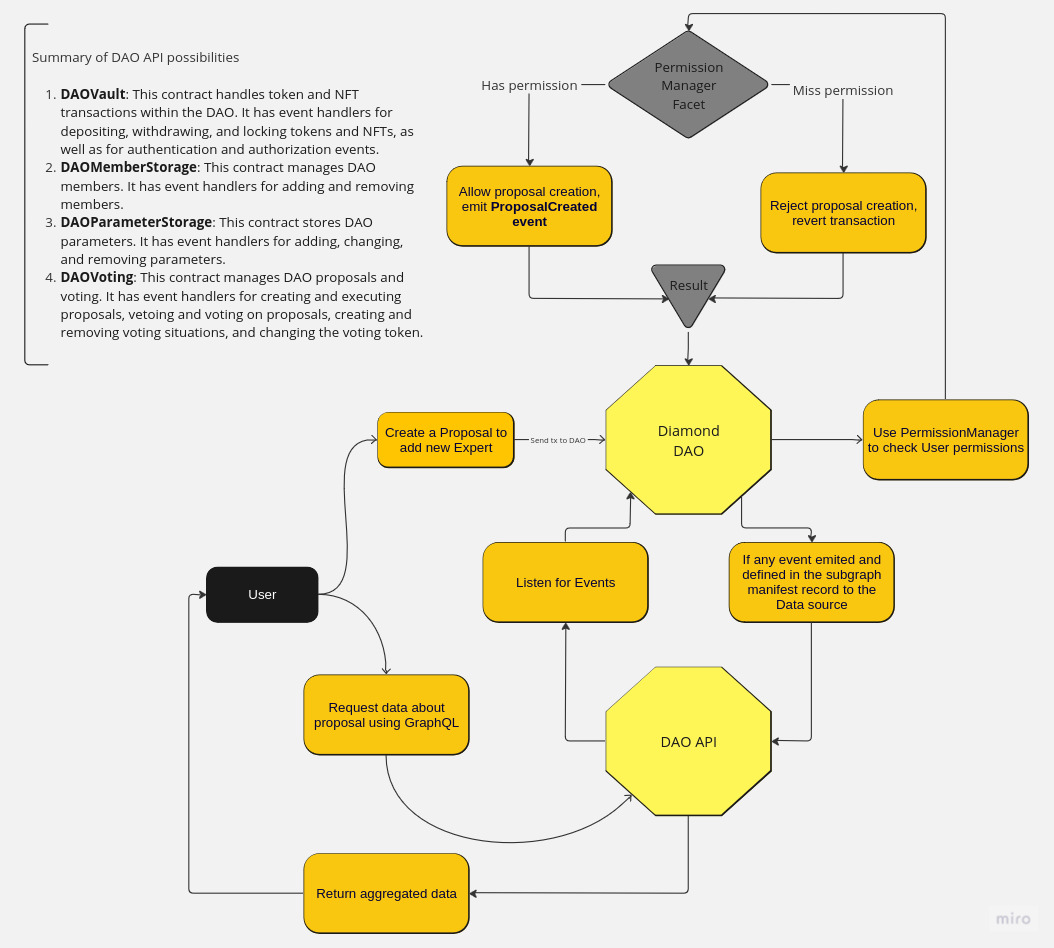 Summary of DAO API possibilities
1. DAOVault: This contract handles token and NFT
transactions within the DAO. It has event handlers for
depositing, withdrawing, and locking tokens and NFTs, as
well as for authentication and authorization events.
2. DAOMemberStorage: This contract manages DAO
members. It has event handlers for adding and removing
members.
3. DAOParameterStorage: This contract stores DAO
parameters. It has event handlers for adding, changing,
and removing parameters.
4. DAOVoting: This contract manages DAO proposals and
voting. It has event handlers for creating and executing
proposals, vetoing and voting on proposals, creating and
removing voting situations, and changing the voting token.
Permission
Manager
Facet
Has permission
Miss permission
Allow proposal creation,
emit ProposalCreated
event
Reject proposal creation,
revert transaction
Result
Create a Proposal to
add new Expert
Send tx to DAO
Diamond
DAO
Use PermissionManager
to check User permissions
Listen for Events
If any event emited and
defined in the subgraph
manifest record to the
Data source
User
Request data about
proposal using GraphQL
DAO API
Return aggregated data
miro